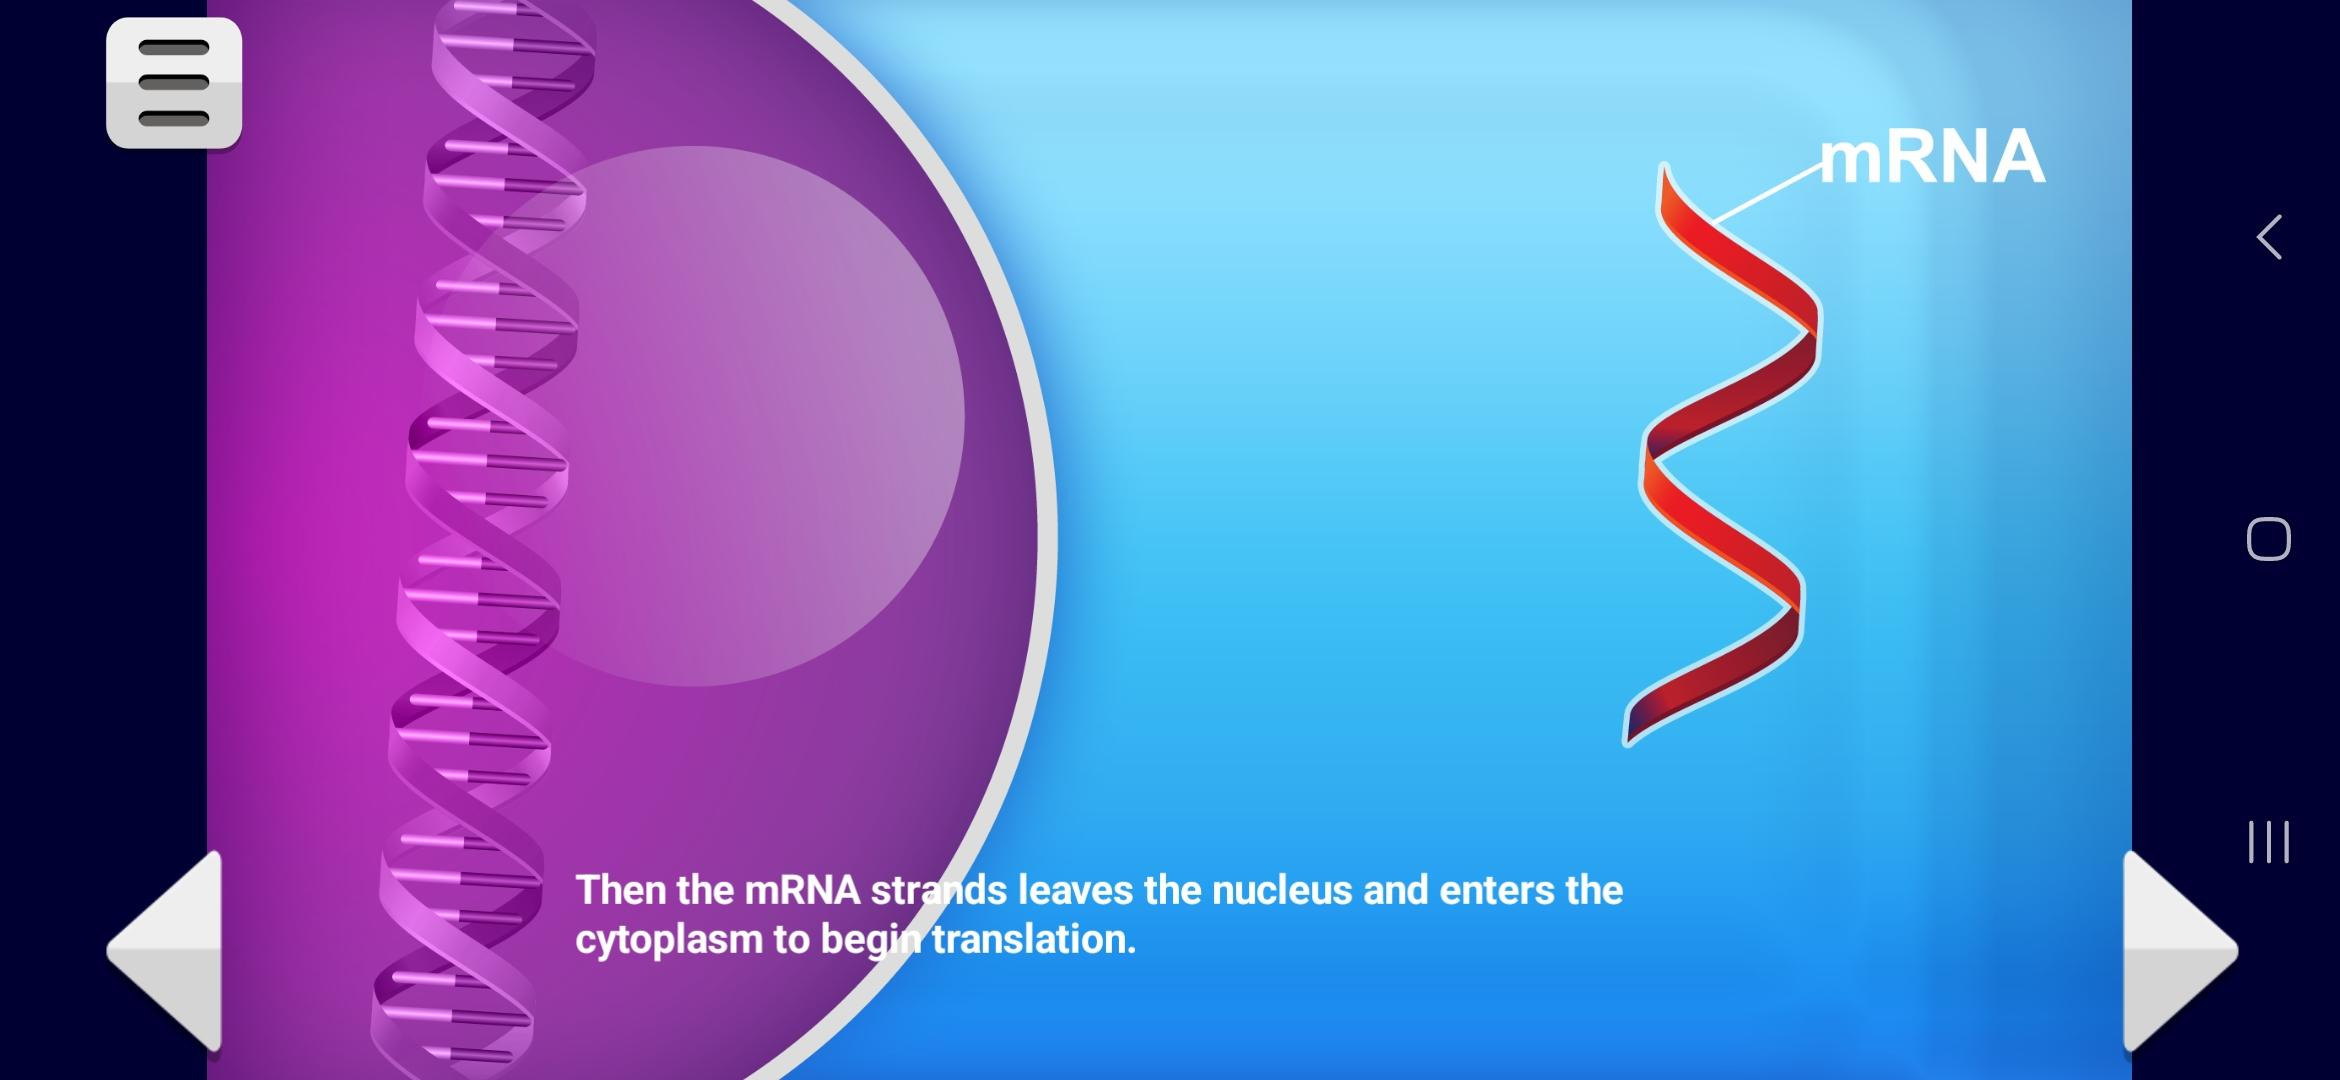 mRNA
Then the mRNA strands leaves the nucleus and enters the
cytoplasm to begin translation.